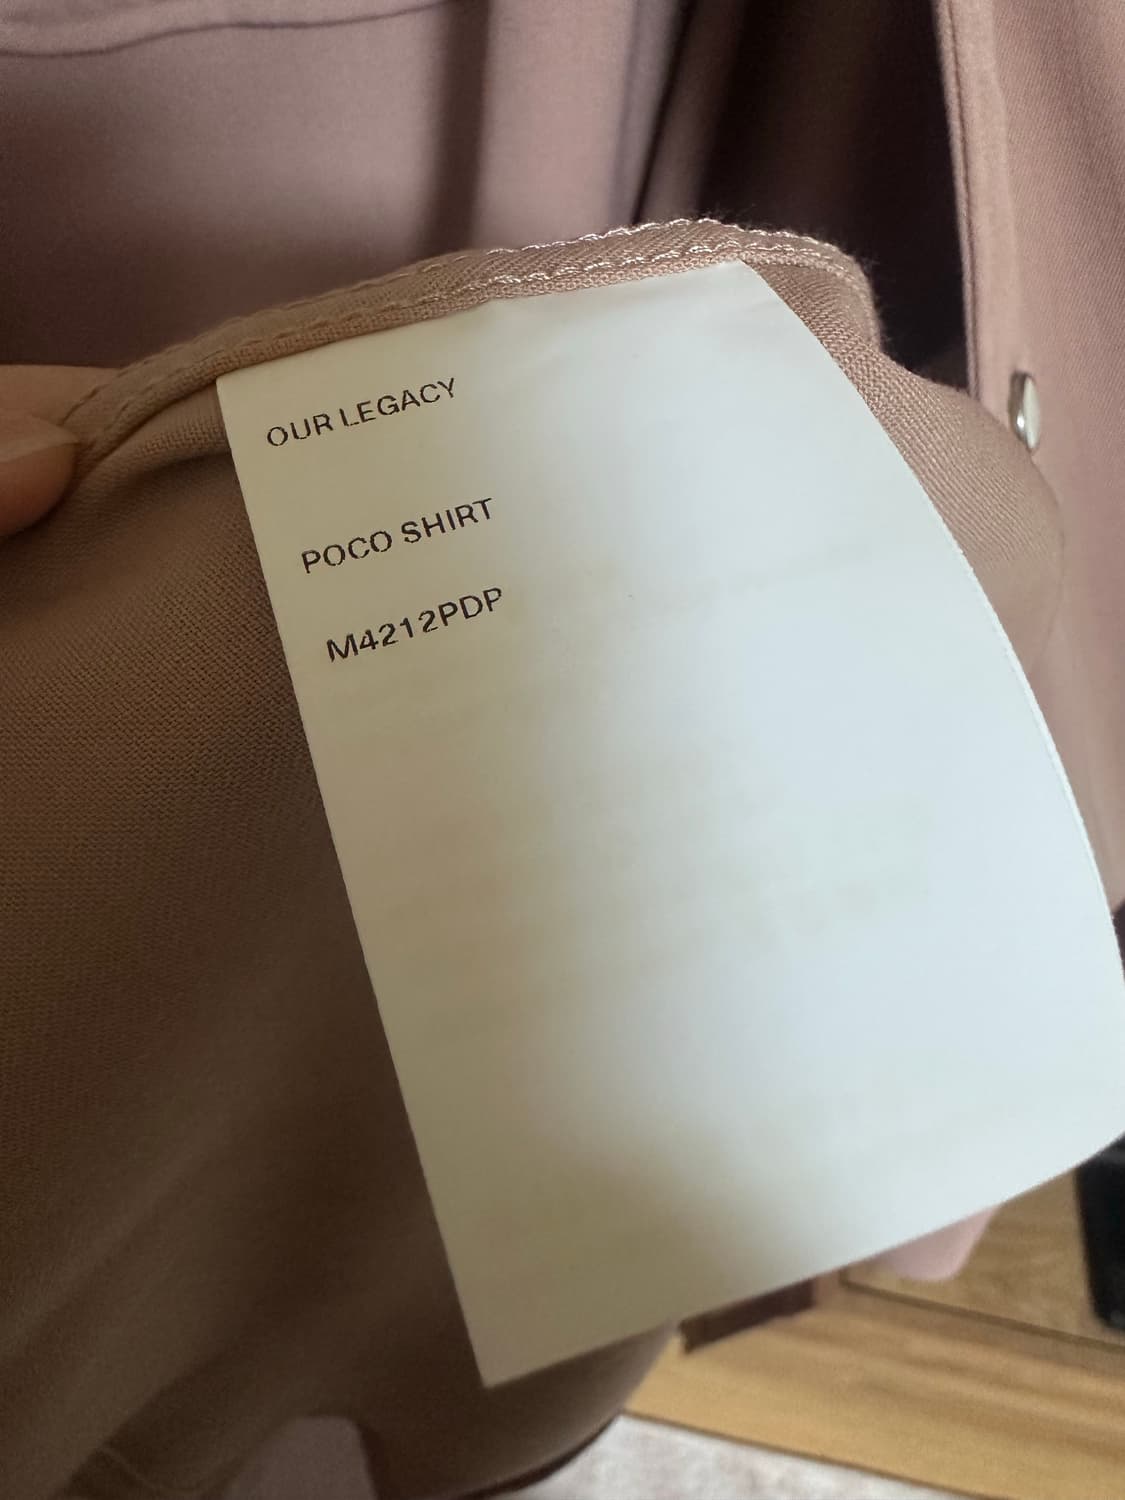 OUR LEGACY
POCO SHIRT
M4212PDP